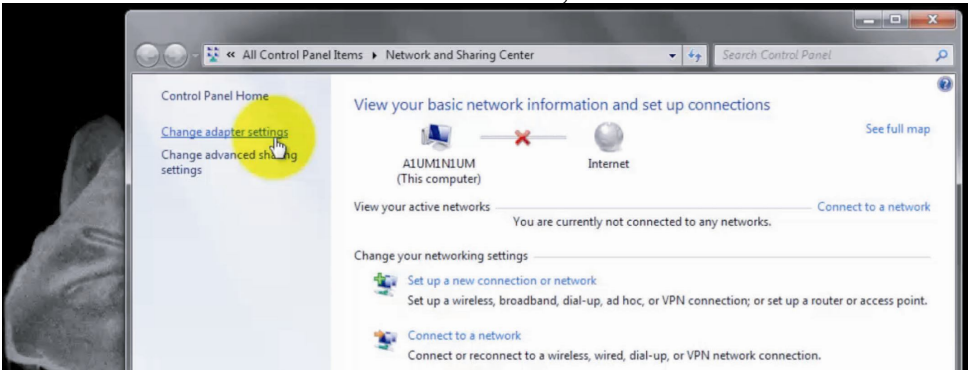 « All Control Panel Items ▸ Network and Sharing Center
Search Control Panel
Control Panel Home
Change adapter settings
Change advanced sharing
settings
View your basic network information and set up connections
See full map
A1UM1N1UM
(This computer)
Internet
View your active networks
Connect to a network
You are currently not connected to any networks.
Change your networking settings
Set up a new connection or network
Set up a wireless, broadband, dial-up, ad hoc, or VPN connection; or set up a router or access point.
Connect to a network
Connect or reconnect to a wireless, wired, dial-up, or VPN network connection.